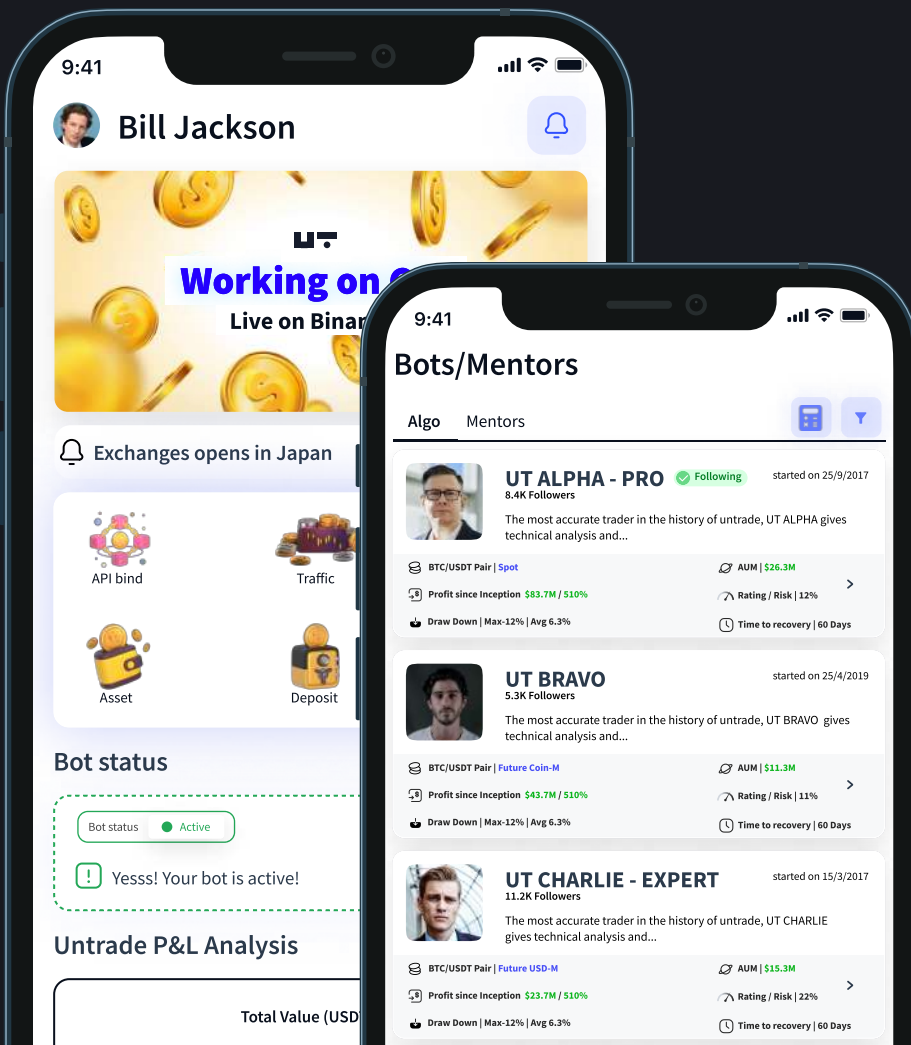 9:41
Bill Jackson
UT
Working on
Live on
Exchanges opens in Japan
API bind
Traffic
Asset
Deposit
Bot status
Bot status
Active
Yesss! Your bot is active!
Untrade P&L Analysis
Total Value (USD
9:41
Bots/Mentors
Algo
Mentors
UT ALPHA - PRO
Following
started on 25/9/2017
8.4K Followers
The most accurate trader in the history of untrade, UT ALPHA gives
technical analysis and...
BTC/USDT Pair | Spot
AUM | $26.3M
Profit since Inception $83.7M / 510%
Rating / Risk | 12%
Draw Down | Max-12% | Avg 6.3%
Time to recovery | 60 Days
UT BRAVO
started on 25/4/2019
5.3K Followers
The most accurate trader in the history of untrade, UT BRAVO gives
technical analysis and...
BTC/USDT Pair | Future Coin-M
AUM | $11.3M
Profit since Inception $43.7M / 510%
Rating / Risk | 11%
Draw Down | Max-12% | Avg 6.3%
Time to recovery | 60 Days
UT CHARLIE - EXPERT
started on 15/3/2017
11.2K Followers
The most accurate trader in the history of untrade, UT CHARLIE
gives technical analysis and...
BTC/USDT Pair | Future USD-M
AUM | $15.3M
Profit since Inception $23.7M / 510%
Rating / Risk | 22%
Draw Down | Max-12% | Avg 6.3%
Time to recovery | 60 Days